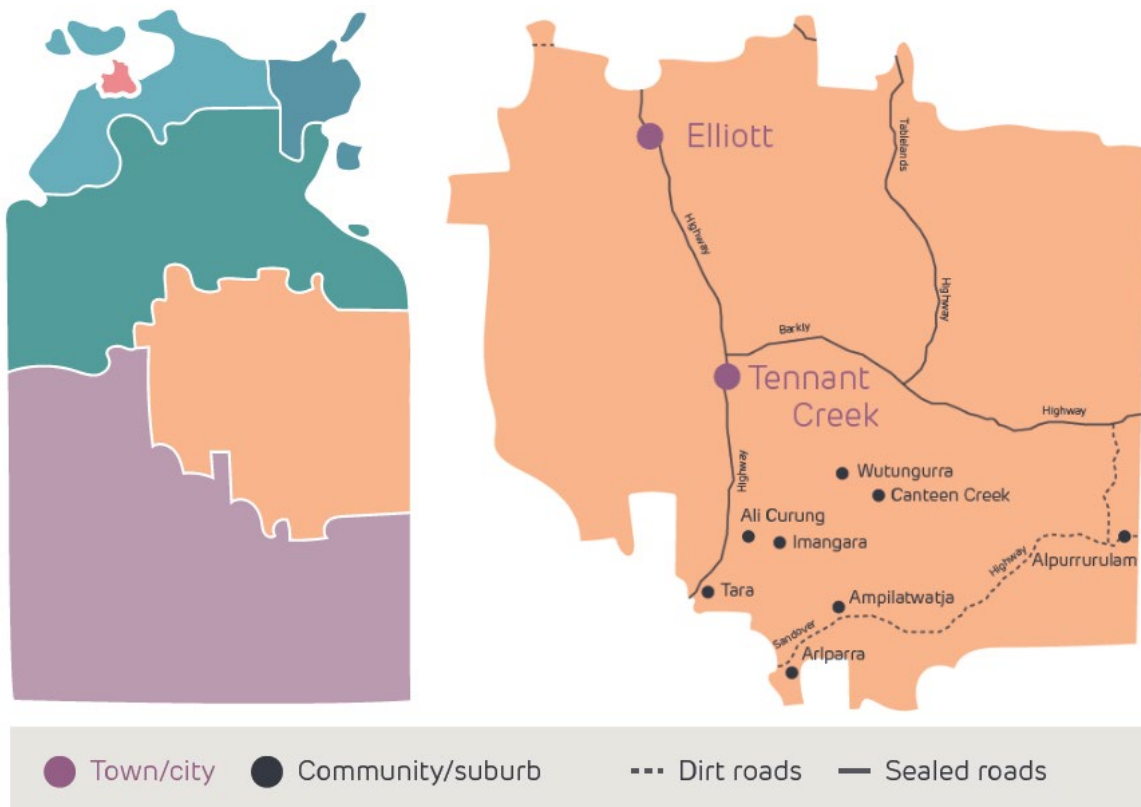 Elliott
Tablelands
Highway
Highway
Barkly
Tennant
Creek
Highway
Highway
Wutungurra
Canteen Creek
Ali Curung
Imangara
Alpurrurulam
Highway
Tara
Ampilatwatja
Sandover
Arlparra
Town/city
Community/suburb
Dirt roads
Sealed roads